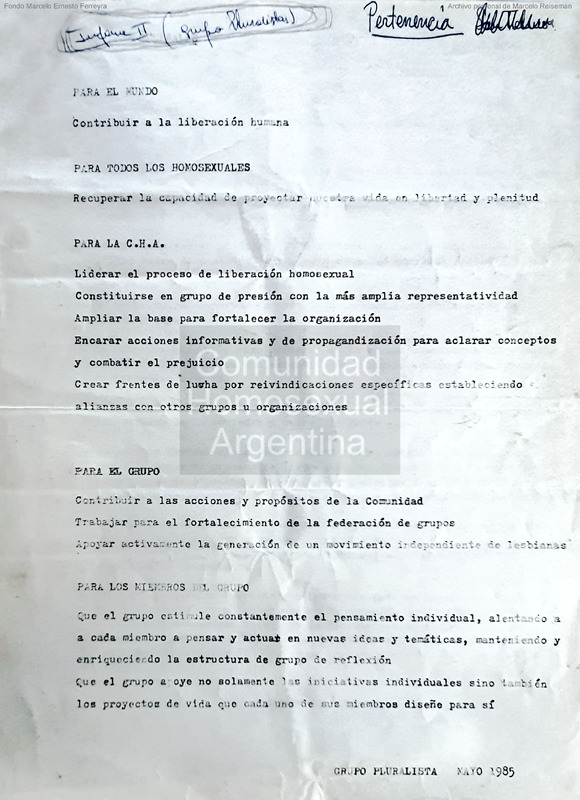 Fondo Marcelo Ernesto Ferreyra
Archivo personal de Marcelo Reiseman
Informe II (Grupo Pluralistas)
Pertenencia
PARA EL MUNDO
Contribuir a la liberación humana
PARA TODOS LOS HOMOSEXUALES
Recuperar la capacidad de proyectar nuestra vida en libertad y plenitud
PARA LA C.H.A.
Liderar el proceso de liberación homosexual
Constituirse en grupo de presión con la más amplia representatividad
Ampliar la base para fortalecer la organización
Encarar acciones informativas y de propagandización para aclarar conceptos
y combatir el prejuicio
Crear frentes de luwha por reivindicaciones específicas estableciendo
alianzas con otros grupos u organizaciones
Comunidad
Homosexual
Argentina
PARA EL GRUPO
Contribuir a las acciones y propósitos de la Comunidad
Trabajar para el fortalecimiento de la federación de grupos
Apoyar activamente la generación de un movimiento independiente de lesbianas
PARA LOS MIEMBROS DEL GRUPO
Que el grupo estimule constantemente el pensamiento individual, alentando a
a cada miembro a pensar y actuar en nuevas ideas y temáticas, manteniendo y
enriqueciendo la estructura de grupo de reflexión
Que el grupo apoye no solamente las iniciativas individuales sino también
los proyectos de vida que cada uno de sus miembros diseñe para sí
GRUPO PLURALISTA MAYO 1985